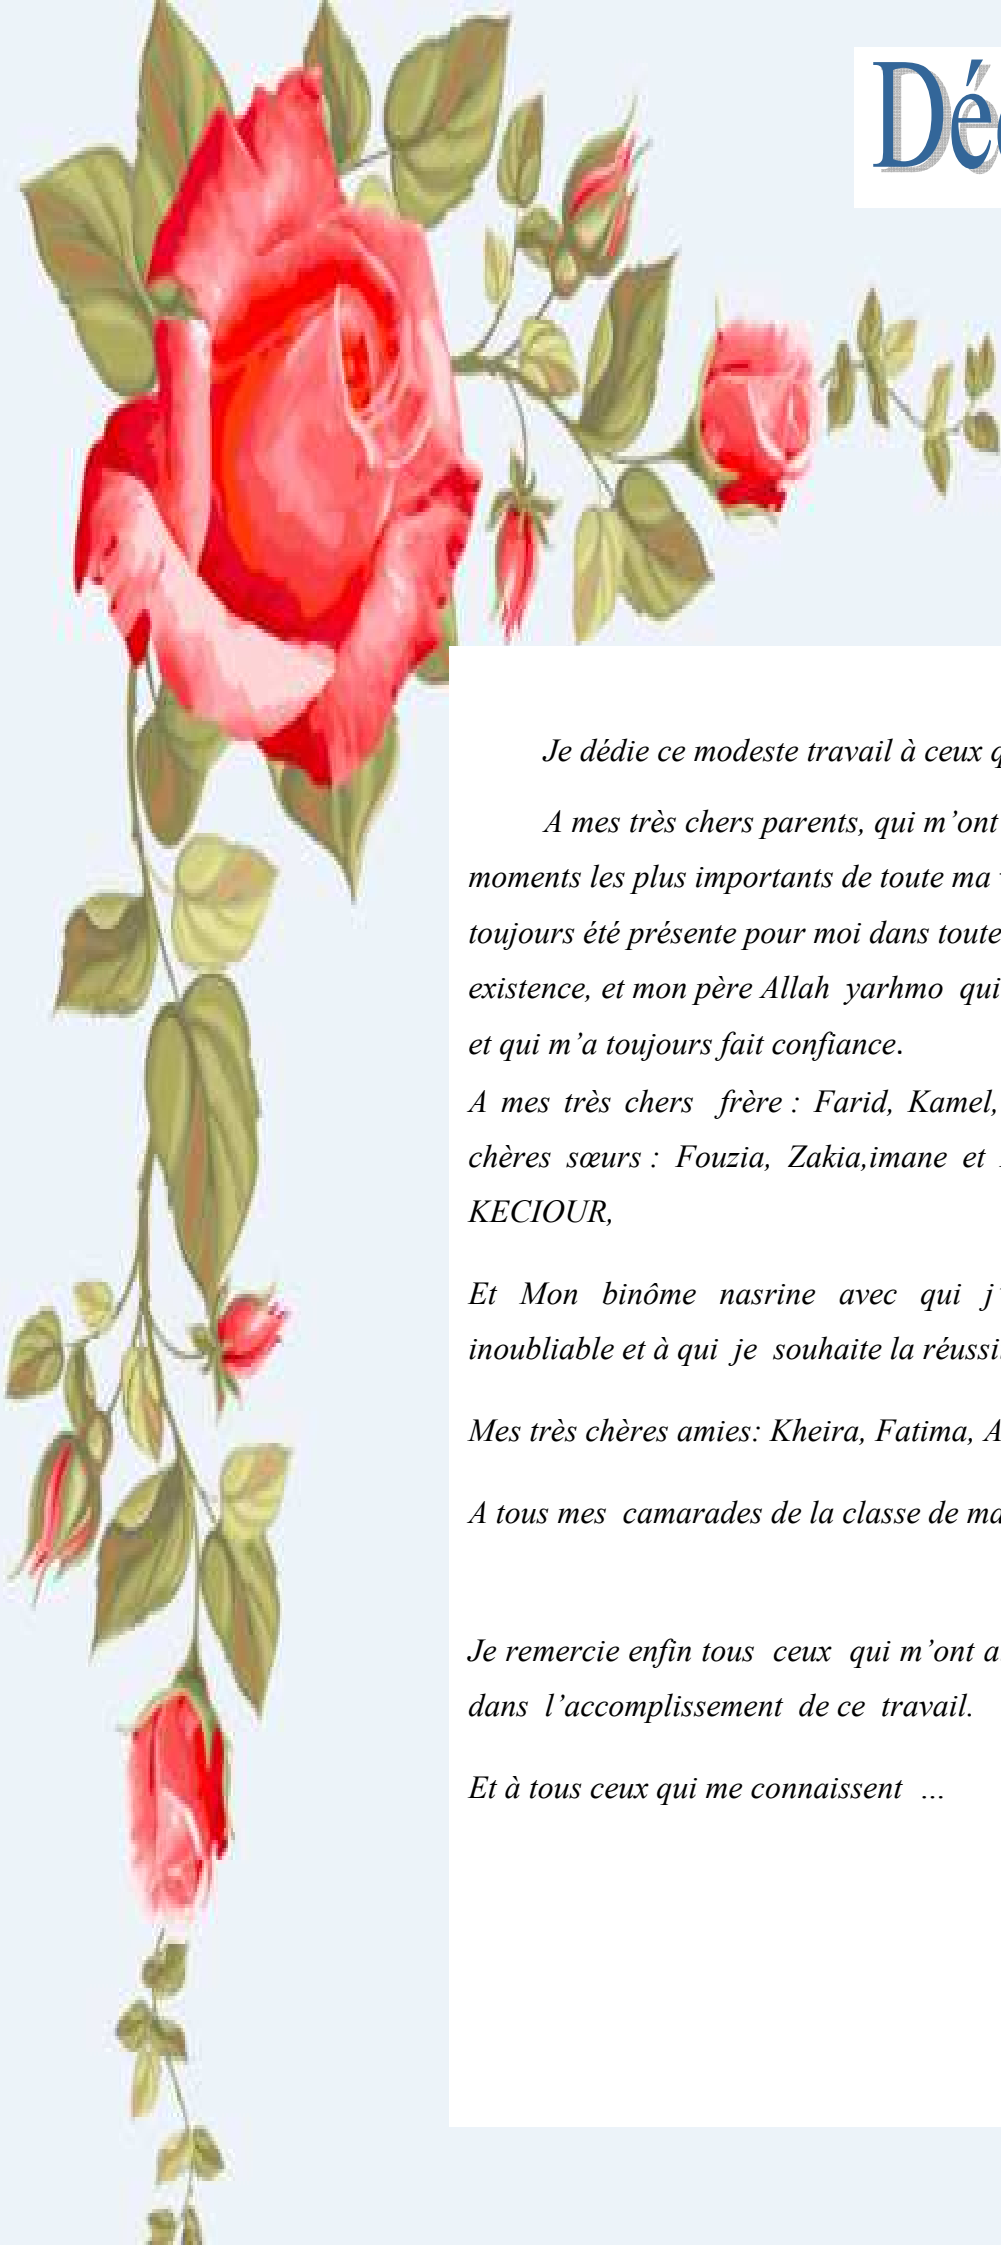 Dé
Je dédie ce modeste travail à ceux
A mes très chers parents, qui m’ont
moments les plus importants de toute ma
toujours été présente pour moi dans toute
existence, et mon père Allah yarhmo qui
et qui m’a toujours fait confiance.
A mes très chers frère : Farid, Kamel,
chères sœurs : Fouzia, Zakia,imane et
KECIOUR,
Et Mon binôme nasrine avec qui j’
inoubliable et à qui je souhaite la réussi
Mes très chères amies: Kheira, Fatima, A
A tous mes camarades de la classe de ma
Je remercie enfin tous ceux qui m’ont a
dans l’accomplissement de ce travail.
Et à tous ceux qui me connaissent ...